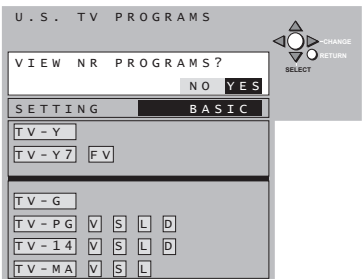 U.S. TV PROGRAMS
CHANGE
RETURN
SELECT
VIEW NR PROGRAMS?
NO YES
SETTING BASIC
TV-Y
TV-Y7 FV
TV-G
TV-PG V S L D
TV-14 V S L D
TV-MA V S L